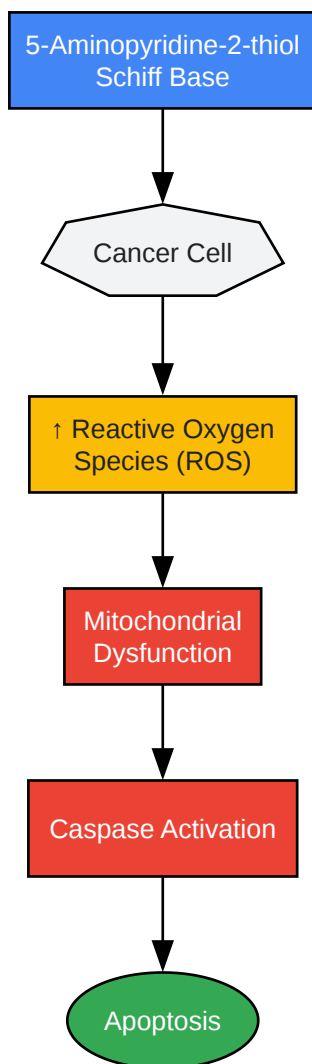 5-Aminopyridine-2-thiol
Schiff Base
Cancer Cell
↑ Reactive Oxygen
Species (ROS)
Mitochondrial
Dysfunction
Caspase Activation
Apoptosis